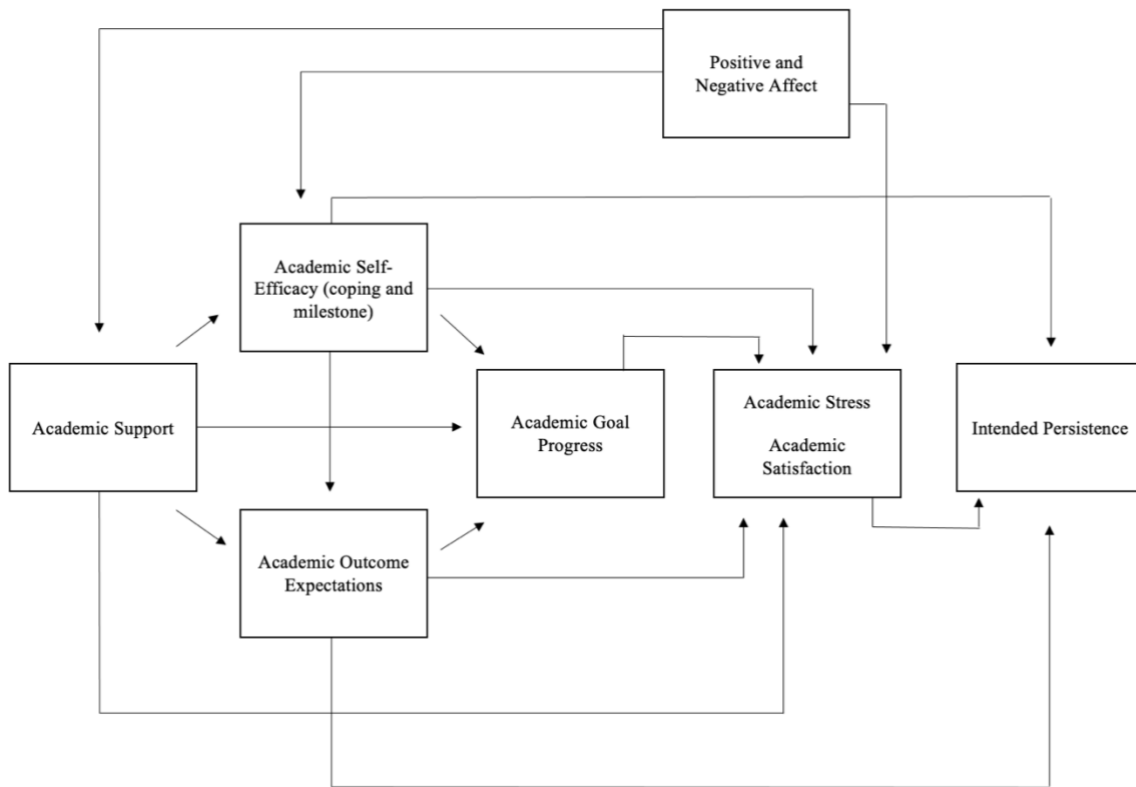 Positive and
Negative Affect
Academic Self-
Efficacy (coping and
milestone)
Academic Support
Academic Goal
Progress
Academic Stress
Academic
Satisfaction
Intended Persistence
Academic Outcome
Expectations